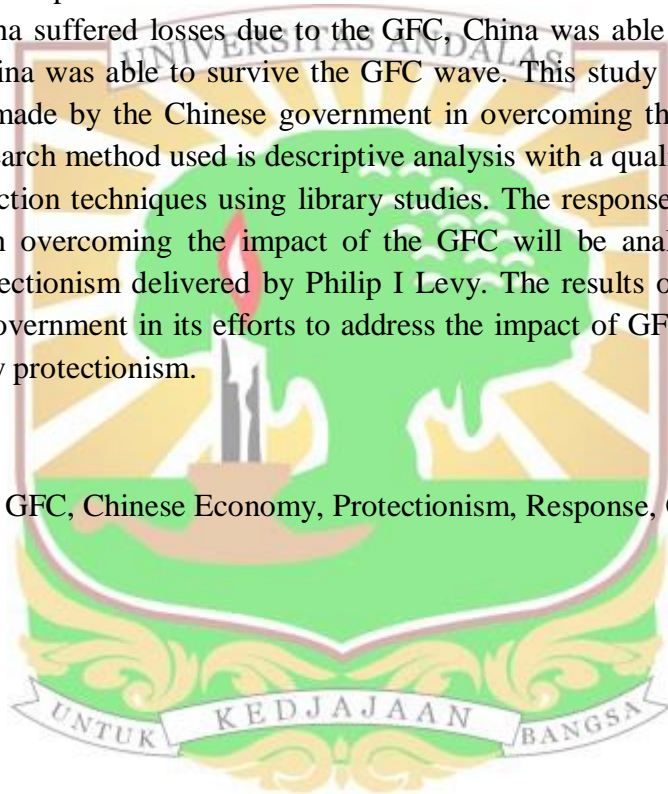 na suffered losses due to the GFC, China was able
UNIVERSITAS ANDALAS
ina was able to survive the GFC wave. This study
made by the Chinese government in overcoming th
earch method used is descriptive analysis with a quali
ction techniques using library studies. The response
n overcoming the impact of the GFC will be anal
tectionism delivered by Philip I Levy. The results o
overnment in its efforts to address the impact of GF
y protectionism.
GFC, Chinese Economy, Protectionism, Response,
UNTUK KEDJAJAAN BANGSA